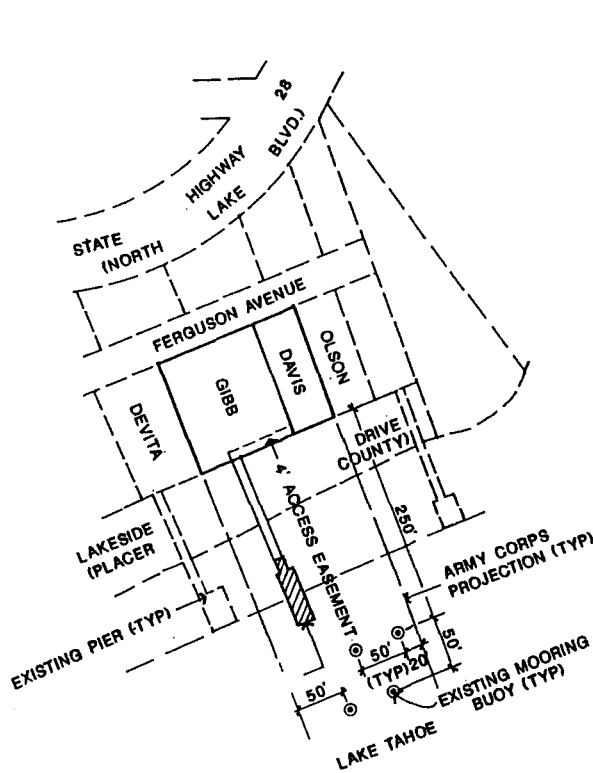 28
HIGHWAY
BLVD.)
LAKE
STATE
(NORTH
FERGUSON AVENUE
OLSON
DAVIS
GIBB
DEVITA
DRIVE
COUNTY)
4' ACCESS EASEMENT
250'
LAKESIDE
(PLACER
ARMY CORPS
PROJECTION (TYP)
EXISTING PIER (TYP)
50'
(TYP)
20'
50'
50'
EXISTING MOORING
BUOY (TYP)
LAKE TAHOE